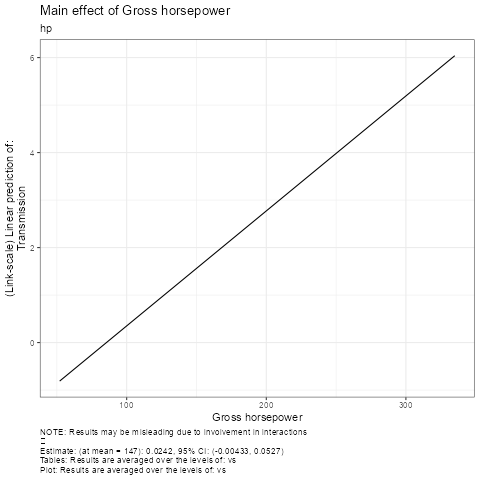 Main effect of Gross horsepower
hp
6
4
2
0
(Link-scale) Linear prediction of:
Transmission
100
200
300
Gross horsepower
NOTE: Results may be misleading due to involvement in interactions
Estimate: (at mean = 147): 0.0242, 95% CI: (-0.00433, 0.0527)
Tables: Results are averaged over the levels of: vs
Plot: Results are averaged over the levels of: vs